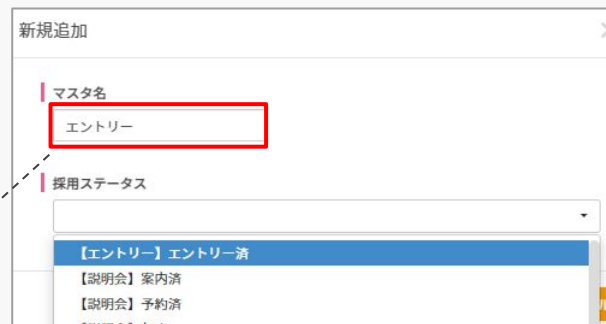 新規追加
マスタ名
エントリー
採用ステータス
【エントリー】エントリー済
【説明会】案内済
【説明会】予約済